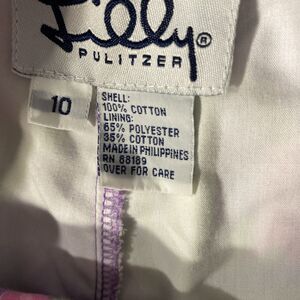 Lilly®
PULITZER
10
SHELL:
100% COTTON
LINING:
65% POLYESTER
35% COTTON
MADE IN PHILIPPINES
RN 68189
OVER FOR CARE